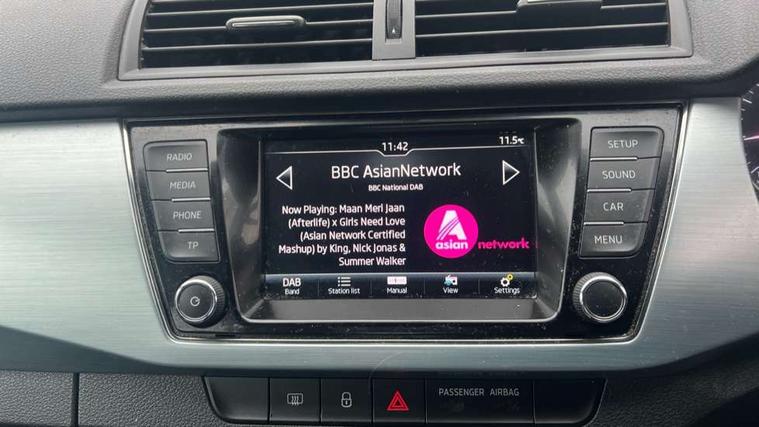 11:42
11.5°C
BBC AsianNetwork
BBC National DAB
Now Playing: Maan Meri Jaan
(Afterlife) x Girls Need Love
(Asian Network Certified
Mashup) by King, Nick Jonas &
Summer Walker
A
asian network
DAB
Band
Station list
Manual
View
Settings
RADIO
MEDIA
PHONE
TP
SETUP
SOUND
CAR
MENU
PASSENGER AIRBAG